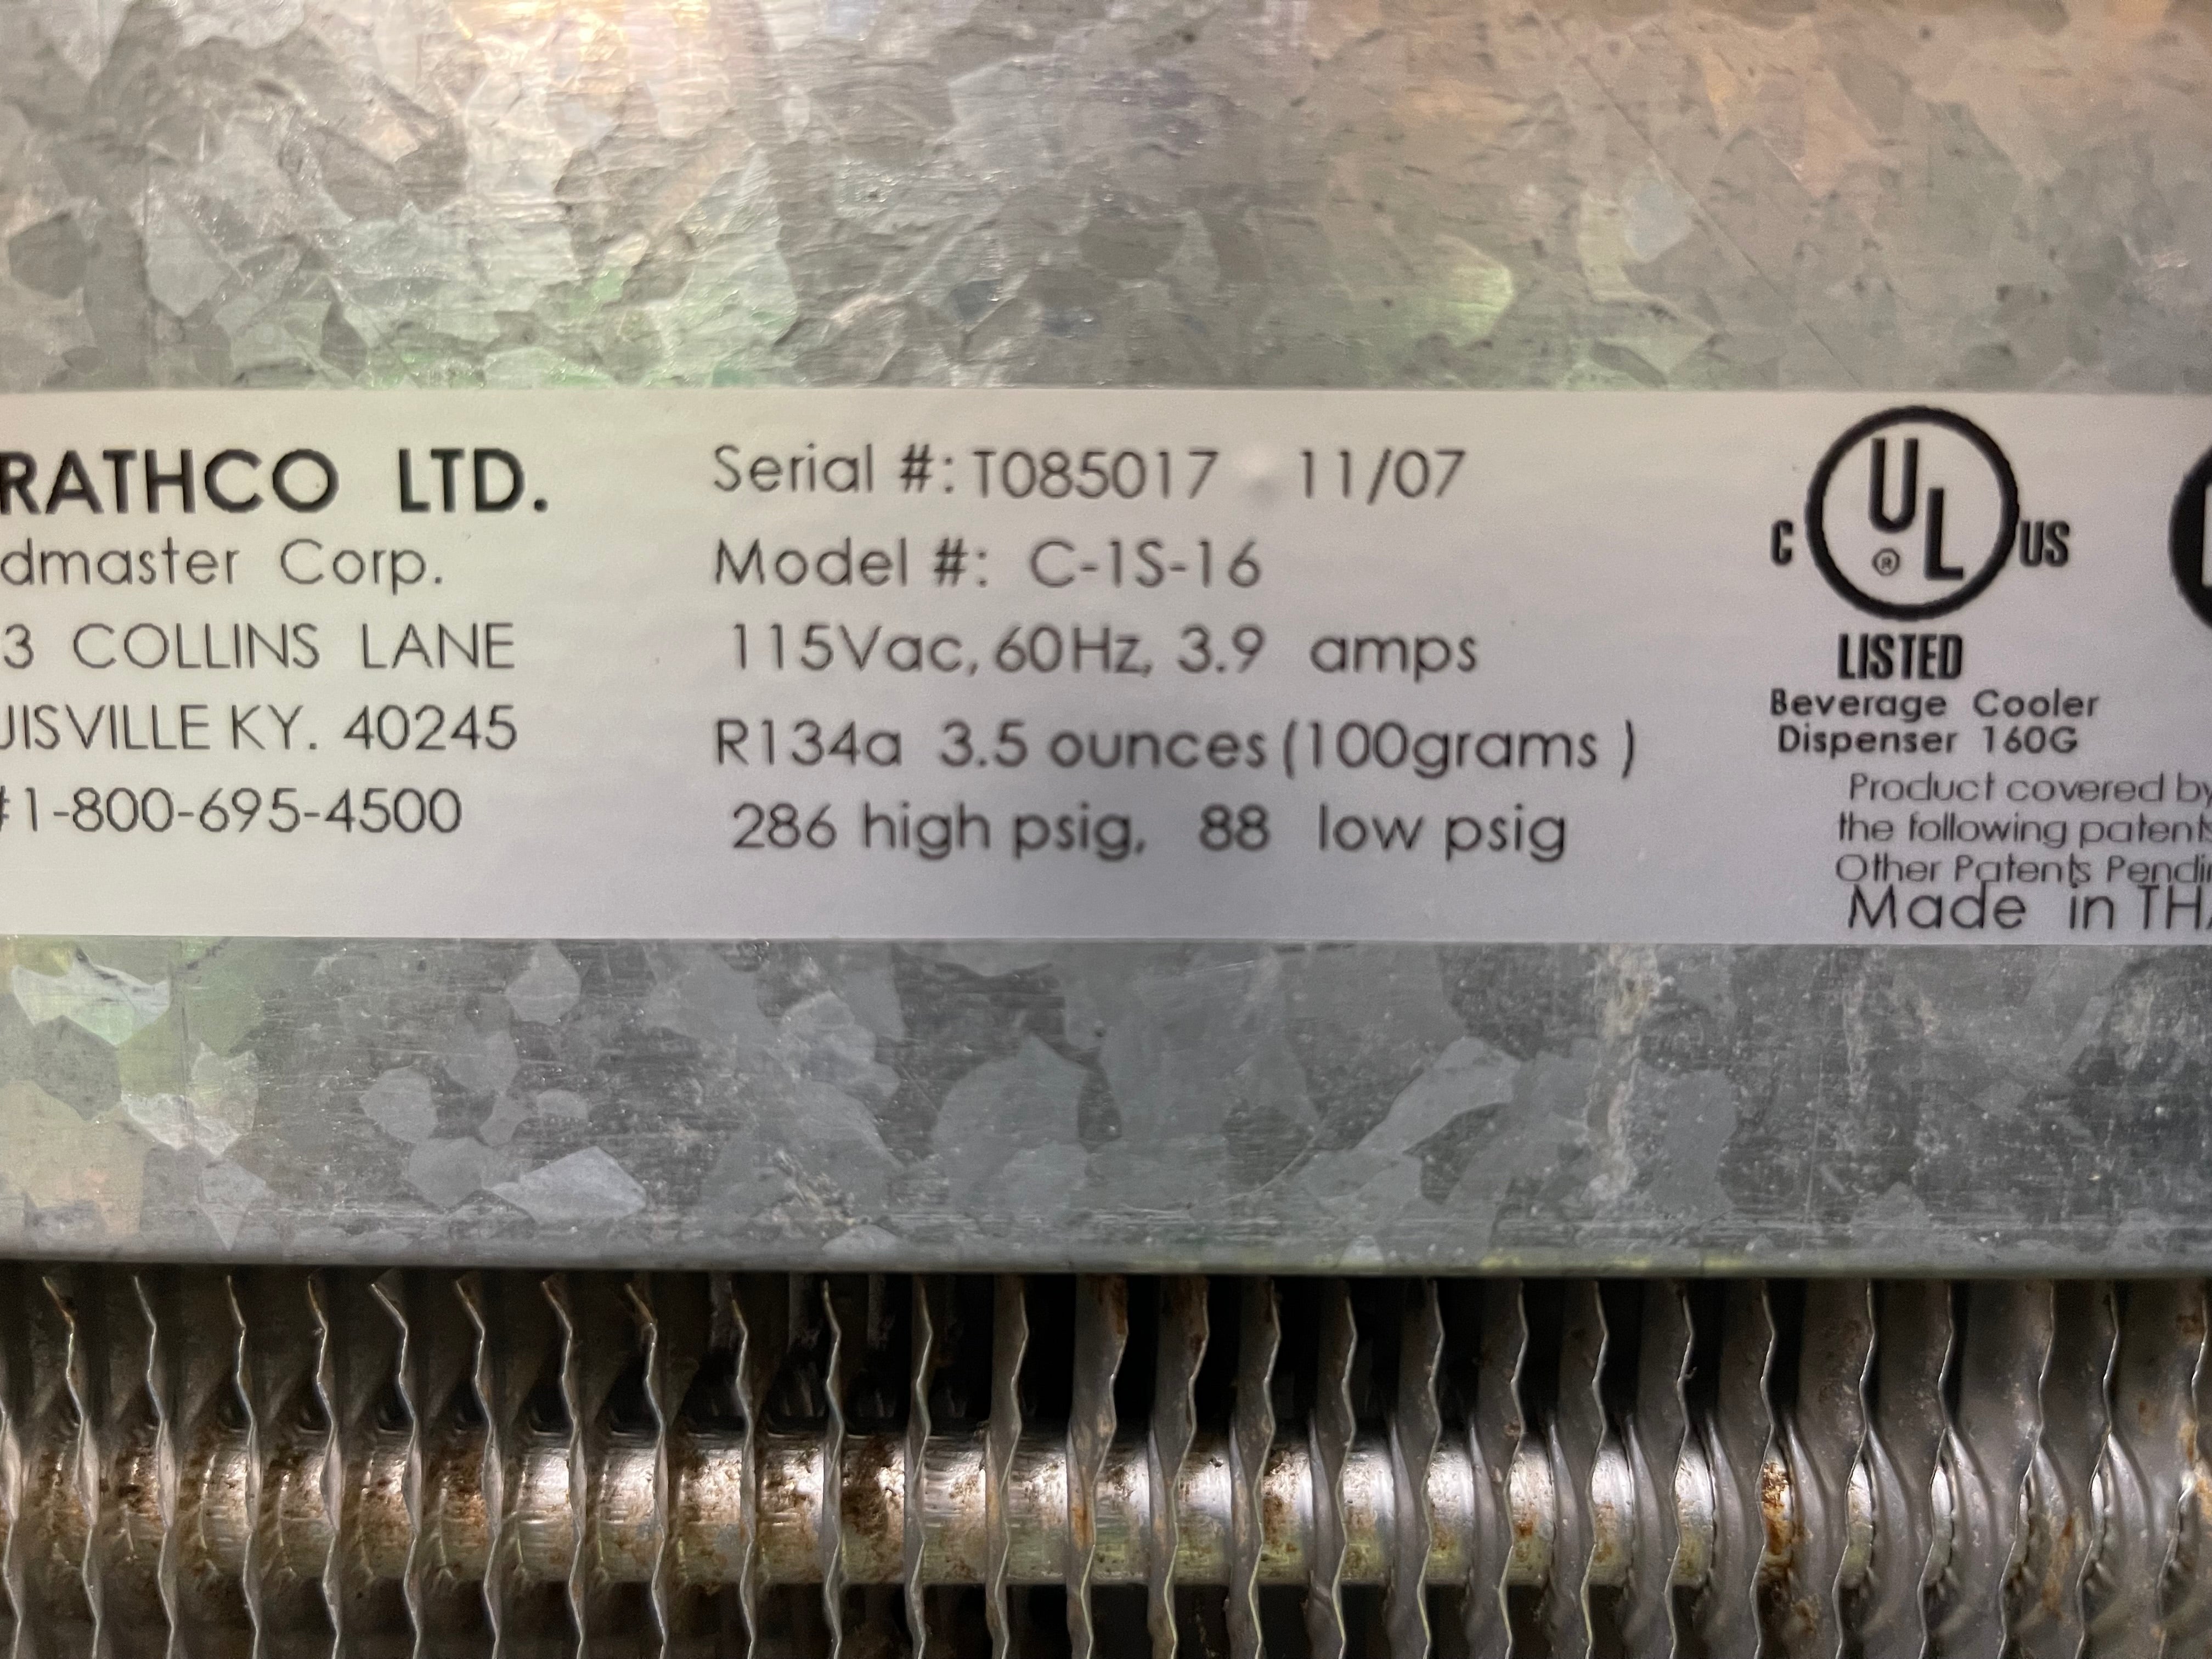 RATHCO LTD.
dmaster Corp.
3 COLLINS LANE
UISVILLE KY. 40245
#1-800-695-4500
Serial #: T085017 11/07
Model #: C-1S-16
115Vac, 60Hz, 3.9 amps
R134a 3.5 ounces (100grams )
286 high psig, 88 low psig
C UL ® US
LISTED
Beverage Cooler
Dispenser 160G
Product covered by
the following patents
Other Patents Pendi
Made in THA